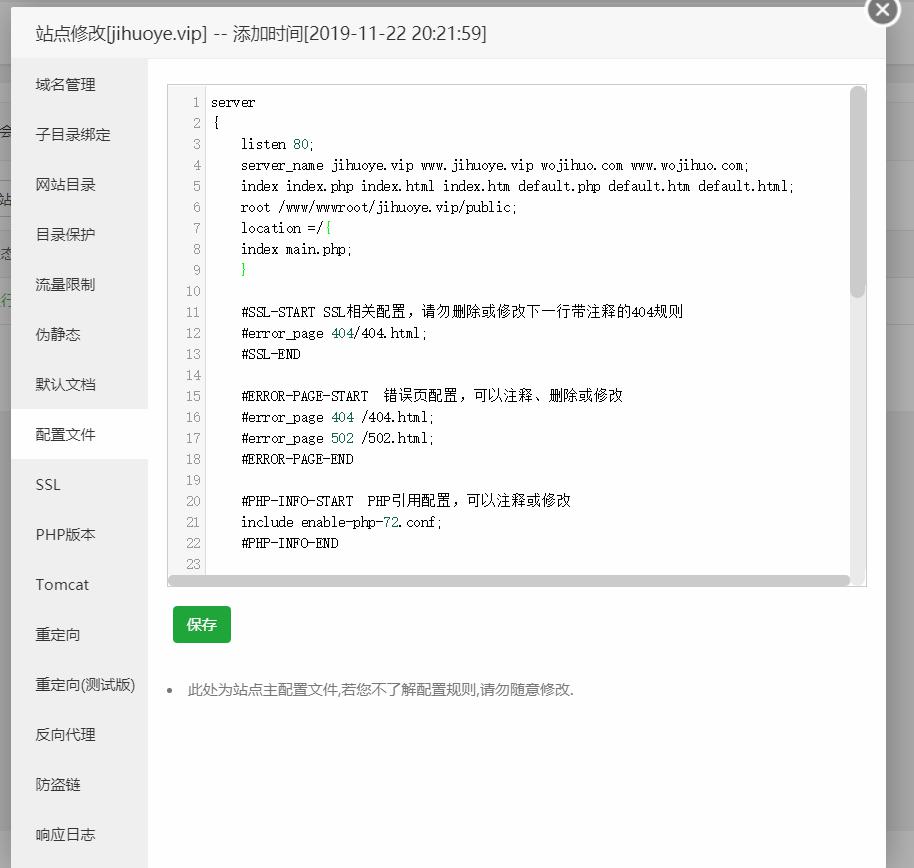 站点修改[jihuoye.vip] -- 添加时间[2019-11-22 20:21:59]
域名管理
子目录绑定
网站目录
目录保护
流量限制
伪静态
默认文档
配置文件
SSL
PHP版本
Tomcat
重定向
重定向(测试版)
反向代理
防盗链
响应日志
1 server
2 {
3 listen 80;
4 server_name jihuoye.vip www.jihuoye.vip wojihuo.com www.wojihuo.com;
5 index index.php index.html index.htm default.php default.htm default.html;
6 root /www/wwwroot/jihuoye.vip/public;
7 location =/{
8 index main.php;
9 }
10
11 #SSL-START SSL相关配置，请勿删除或修改下一行带注释的404规则
12 #error_page 404/404.html;
13 #SSL-END
14
15 #ERROR-PAGE-START  错误页配置，可以注释、删除或修改
16 #error_page 404 /404.html;
17 #error_page 502 /502.html;
18 #ERROR-PAGE-END
19
20 #PHP-INFO-START  PHP引用配置，可以注释或修改
21 include enable-php-72.conf;
22 #PHP-INFO-END
23
保存
此处为站点主配置文件,若您不了解配置规则,请勿随意修改.